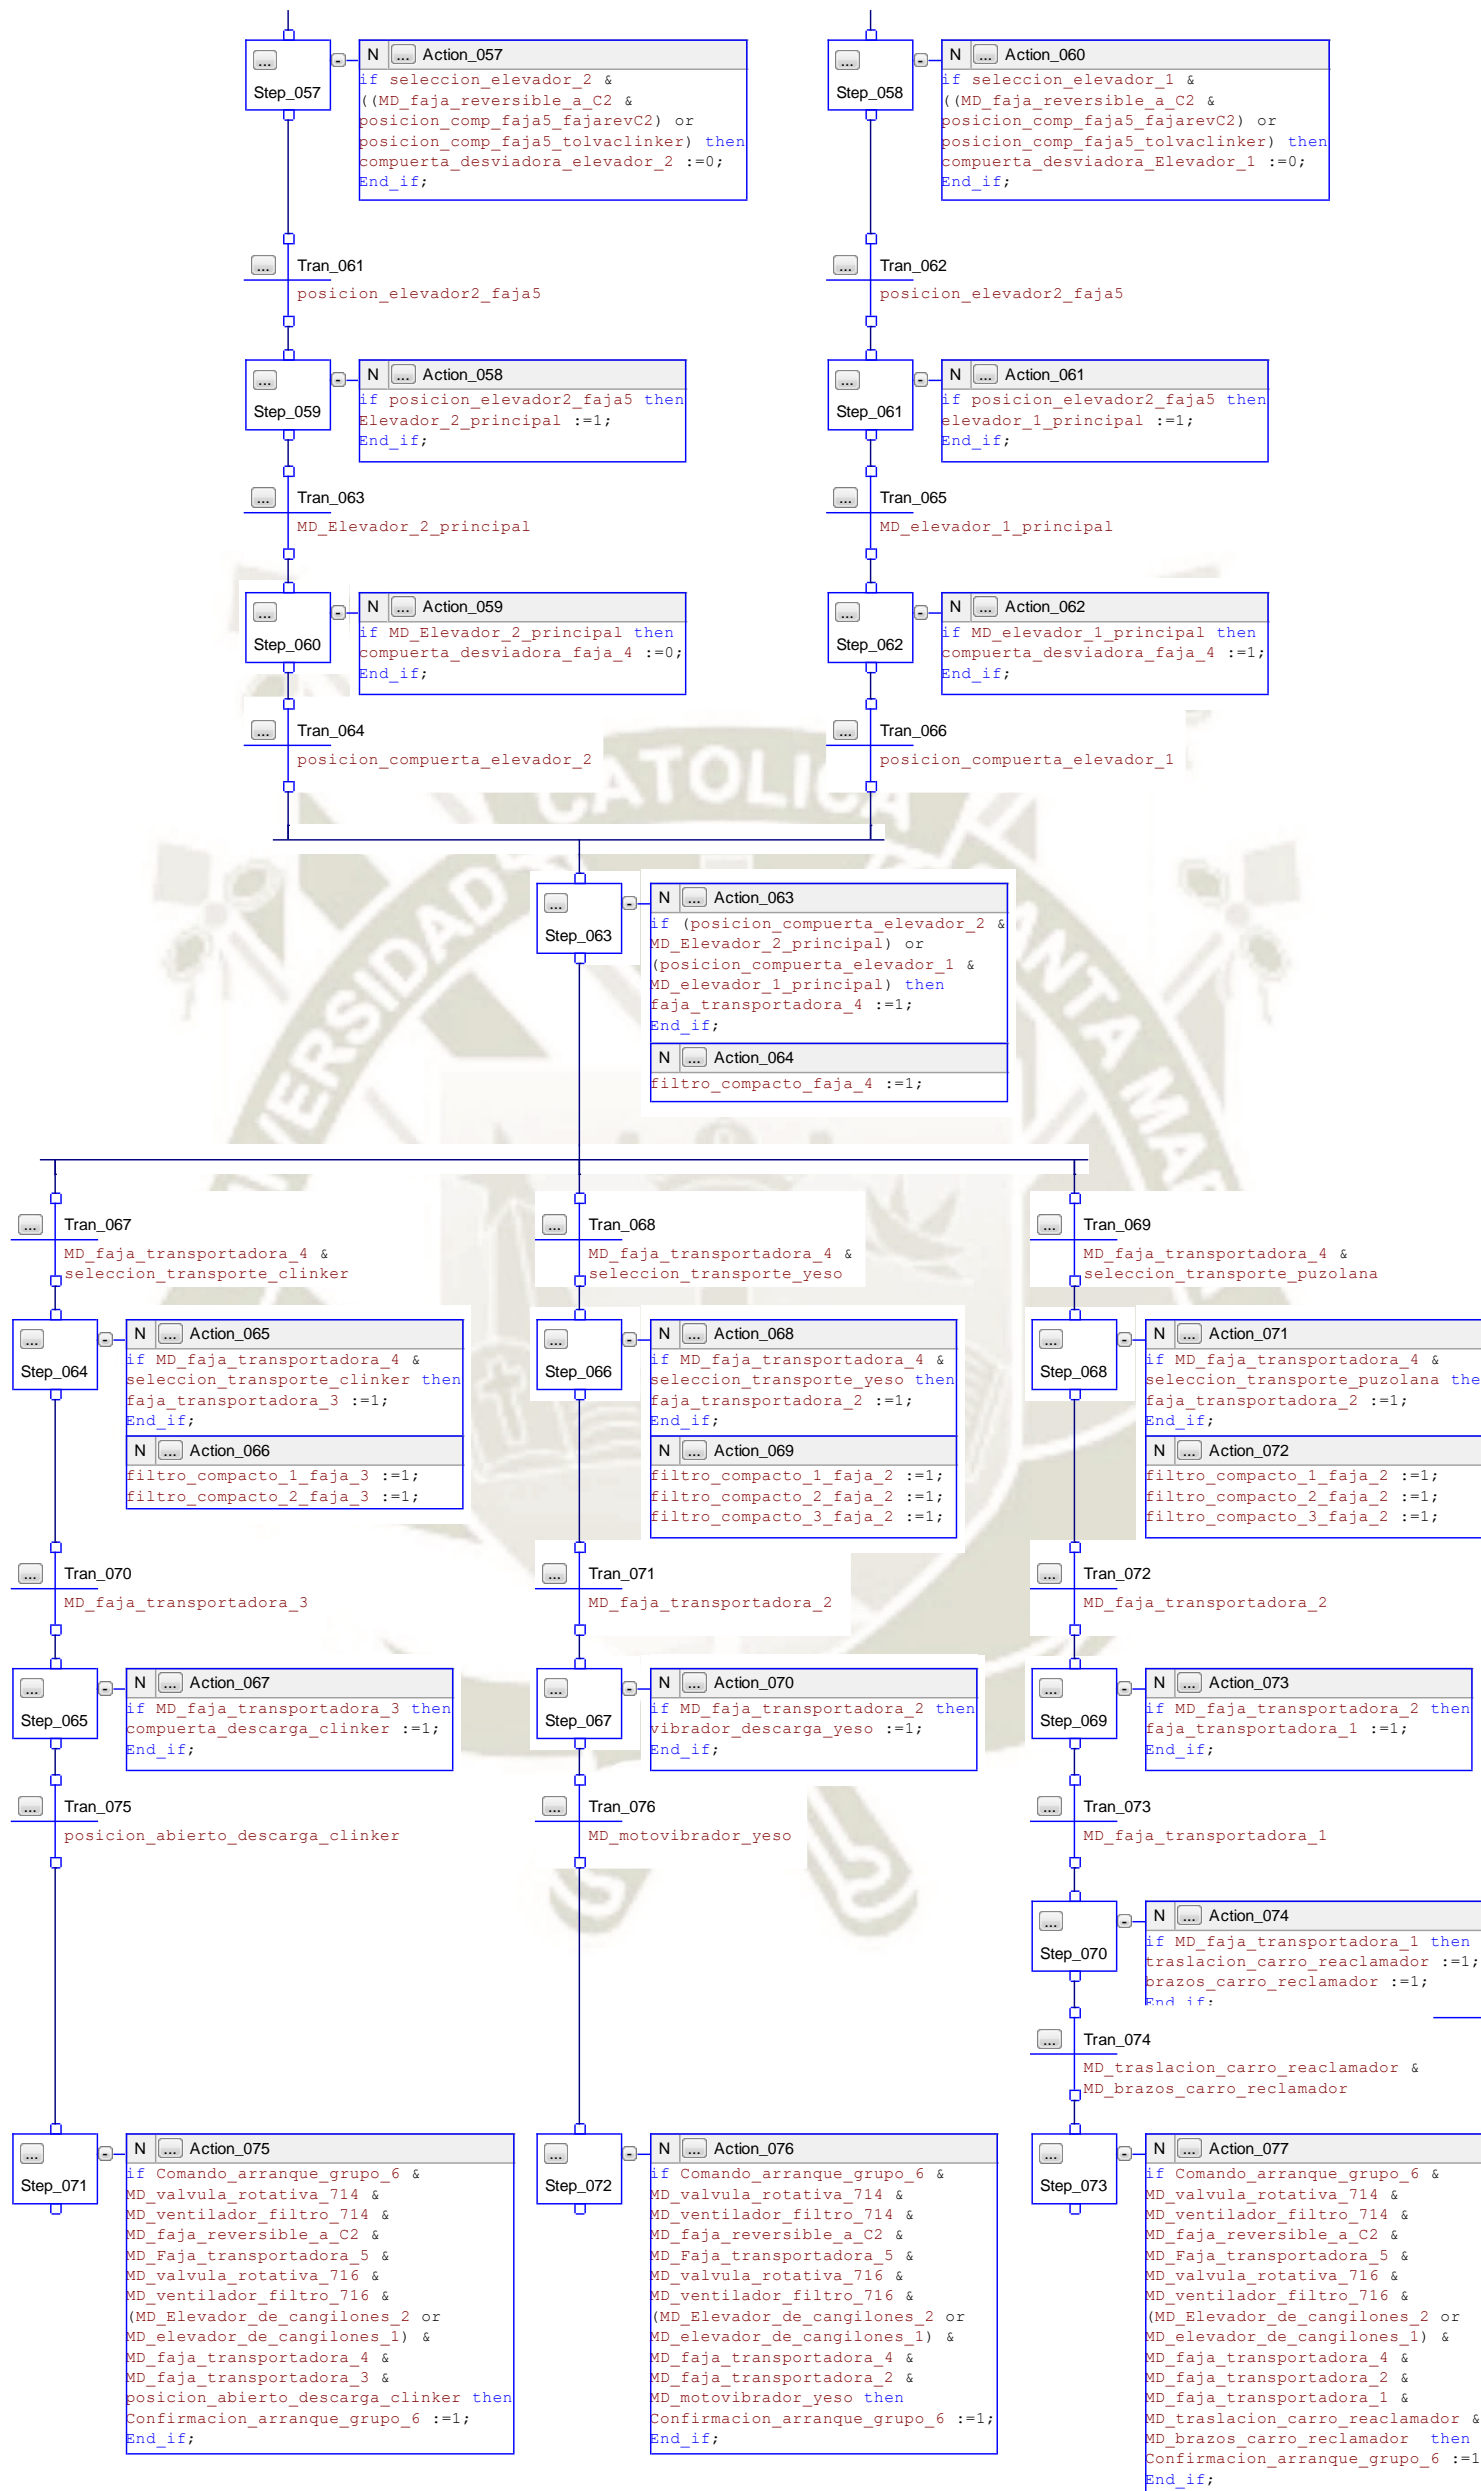 N ... Action_057
... Step_057
if seleccion_elevador_2 &
((MD_faja_reversible_a_C2 &
posicion_comp_faja5_fajarevC2) or
posicion_comp_faja5_tolvaclinker) then
compuerta_desviadora_elevador_2 :=0;
End_if;
N ... Action_060
... Step_058
if seleccion_elevador_1 &
((MD_faja_reversible_a_C2 &
posicion_comp_faja5_fajarevC2) or
posicion_comp_faja5_tolvaclinker) then
compuerta_desviadora_Elevador_1 :=0;
End_if;
... Tran_061
posicion_elevador2_faja5
... Tran_062
posicion_elevador2_faja5
N ... Action_058
... Step_059
if posicion_elevador2_faja5 then
Elevador_2_principal :=1;
End_if;
N ... Action_061
... Step_061
if posicion_elevador2_faja5 then
elevador_1_principal :=1;
End_if;
... Tran_063
MD_Elevador_2_principal
... Tran_065
MD_elevador_1_principal
N ... Action_059
... Step_060
if MD_Elevador_2_principal then
compuerta_desviadora_faja_4 :=0;
End_if;
N ... Action_062
... Step_062
if MD_elevador_1_principal then
compuerta_desviadora_faja_4 :=1;
End_if;
... Tran_064
posicion_compuerta_elevador_2
... Tran_066
posicion_compuerta_elevador_1
CATOLICA
N ... Action_063
... Step_063
if (posicion_compuerta_elevador_2 &
MD_Elevador_2_principal) or
(posicion_compuerta_elevador_1 &
MD_elevador_1_principal) then
faja_transportadora_4 :=1;
End_if;
N ... Action_064
filtro_compacto_faja_4 :=1;
... Tran_067
MD_faja_transportadora_4 &
seleccion_transporte_clinker
... Tran_068
MD_faja_transportadora_4 &
seleccion_transporte_yeso
... Tran_069
MD_faja_transportadora_4 &
seleccion_transporte_puzolana
N ... Action_065
... Step_064
if MD_faja_transportadora_4 &
seleccion_transporte_clinker then
faja_transportadora_3 :=1;
End_if;
N ... Action_066
filtro_compacto_1_faja_3 :=1;
filtro_compacto_2_faja_3 :=1;
N ... Action_068
... Step_066
if MD_faja_transportadora_4 &
seleccion_transporte_yeso then
faja_transportadora_2 :=1;
End_if;
N ... Action_069
filtro_compacto_1_faja_2 :=1;
filtro_compacto_2_faja_2 :=1;
filtro_compacto_3_faja_2 :=1;
N ... Action_071
... Step_068
if MD_faja_transportadora_4 &
seleccion_transporte_puzolana the
faja_transportadora_2 :=1;
End_if;
N ... Action_072
filtro_compacto_1_faja_2 :=1;
filtro_compacto_2_faja_2 :=1;
filtro_compacto_3_faja_2 :=1;
... Tran_070
MD_faja_transportadora_3
... Tran_071
MD_faja_transportadora_2
... Tran_072
MD_faja_transportadora_2
N ... Action_067
... Step_065
if MD_faja_transportadora_3 then
compuerta_descarga_clinker :=1;
End_if;
N ... Action_070
... Step_067
if MD_faja_transportadora_2 then
vibrador_descarga_yeso :=1;
End_if;
N ... Action_073
... Step_069
if MD_faja_transportadora_2 then
faja_transportadora_1 :=1;
End_if;
... Tran_075
posicion_abierto_descarga_clinker
... Tran_076
MD_motovibrador_yeso
... Tran_073
MD_faja_transportadora_1
N ... Action_074
... Step_070
if MD_faja_transportadora_1 then
traslacion_carro_reaclamador :=1;
brazos_carro_reclamador :=1;
End_if;
... Tran_074
MD_traslacion_carro_reaclamador &
MD_brazos_carro_reclamador
N ... Action_075
... Step_071
if Comando_arranque_grupo_6 &
MD_valvula_rotativa_714 &
MD_ventilador_filtro_714 &
MD_faja_reversible_a_C2 &
MD_Faja_transportadora_5 &
MD_valvula_rotativa_716 &
MD_ventilador_filtro_716 &
(MD_Elevador_de_cangilones_2 or
MD_elevador_de_cangilones_1) &
MD_faja_transportadora_4 &
MD_faja_transportadora_3 &
posicion_abierto_descarga_clinker then
Confirmacion_arranque_grupo_6 :=1;
End_if;
N ... Action_076
... Step_072
if Comando_arranque_grupo_6 &
MD_valvula_rotativa_714 &
MD_ventilador_filtro_714 &
MD_faja_reversible_a_C2 &
MD_Faja_transportadora_5 &
MD_valvula_rotativa_716 &
MD_ventilador_filtro_716 &
(MD_Elevador_de_cangilones_2 or
MD_elevador_de_cangilones_1) &
MD_faja_transportadora_4 &
MD_faja_transportadora_2 &
MD_motovibrador_yeso then
Confirmacion_arranque_grupo_6 :=1;
End_if;
N ... Action_077
... Step_073
if Comando_arranque_grupo_6 &
MD_valvula_rotativa_714 &
MD_ventilador_filtro_714 &
MD_faja_reversible_a_C2 &
MD_Faja_transportadora_5 &
MD_valvula_rotativa_716 &
MD_ventilador_filtro_716 &
(MD_Elevador_de_cangilones_2 or
MD_elevador_de_cangilones_1) &
MD_faja_transportadora_4 &
MD_faja_transportadora_2 &
MD_faja_transportadora_1 &
MD_traslacion_carro_reaclamador &
MD_brazos_carro_reclamador then
Confirmacion_arranque_grupo_6 :=1
End_if;